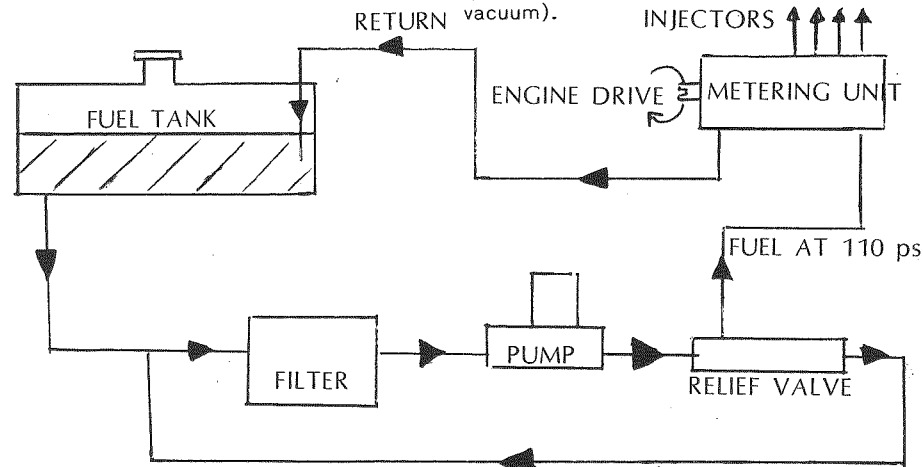 RETURN vacuum).
INJECTORS
ENGINE DRIVE
METERING UNIT
FUEL TANK
FUEL AT 110 ps
FILTER
PUMP
RELIEF VALVE